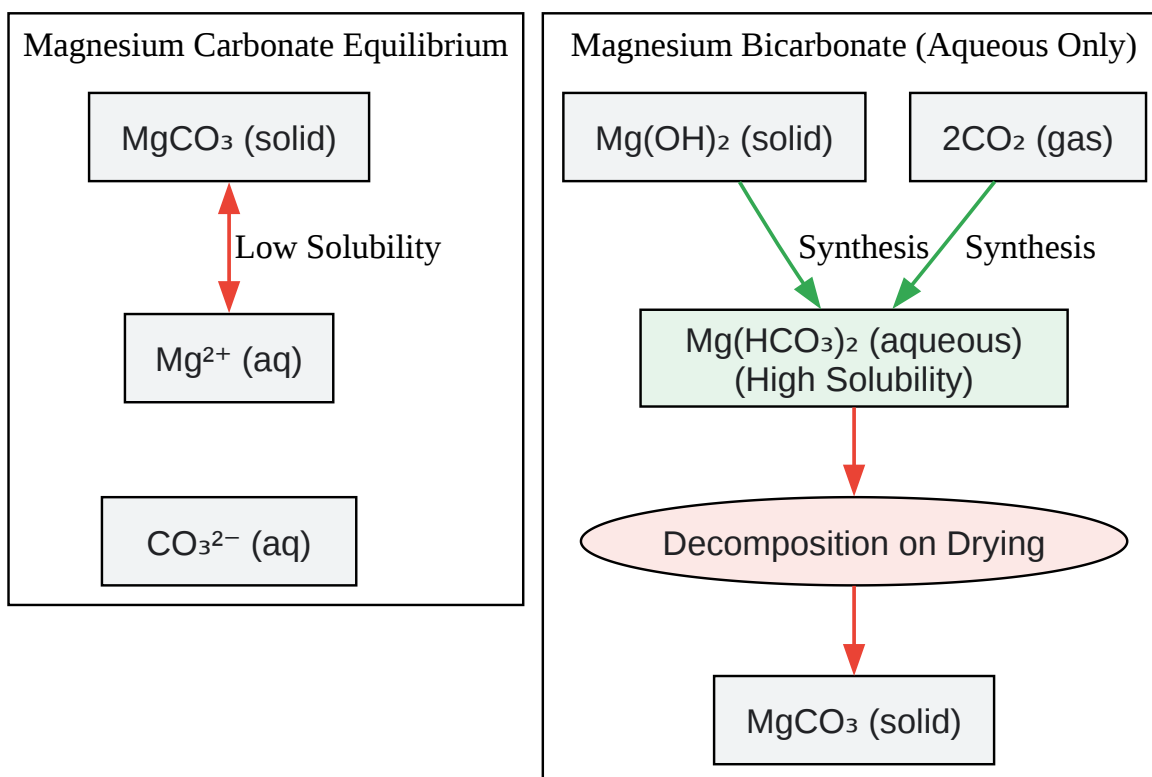 Magnesium Carbonate Equilibrium
MgCO₃ (solid)
Low Solubility
Mg²⁺ (aq)
CO₃²⁻ (aq)
Magnesium Bicarbonate (Aqueous Only)
Mg(OH)₂ (solid)
2CO₂ (gas)
Synthesis
Synthesis
Mg(HCO₃)₂ (aqueous)
(High Solubility)
Decomposition on Drying
MgCO₃ (solid)